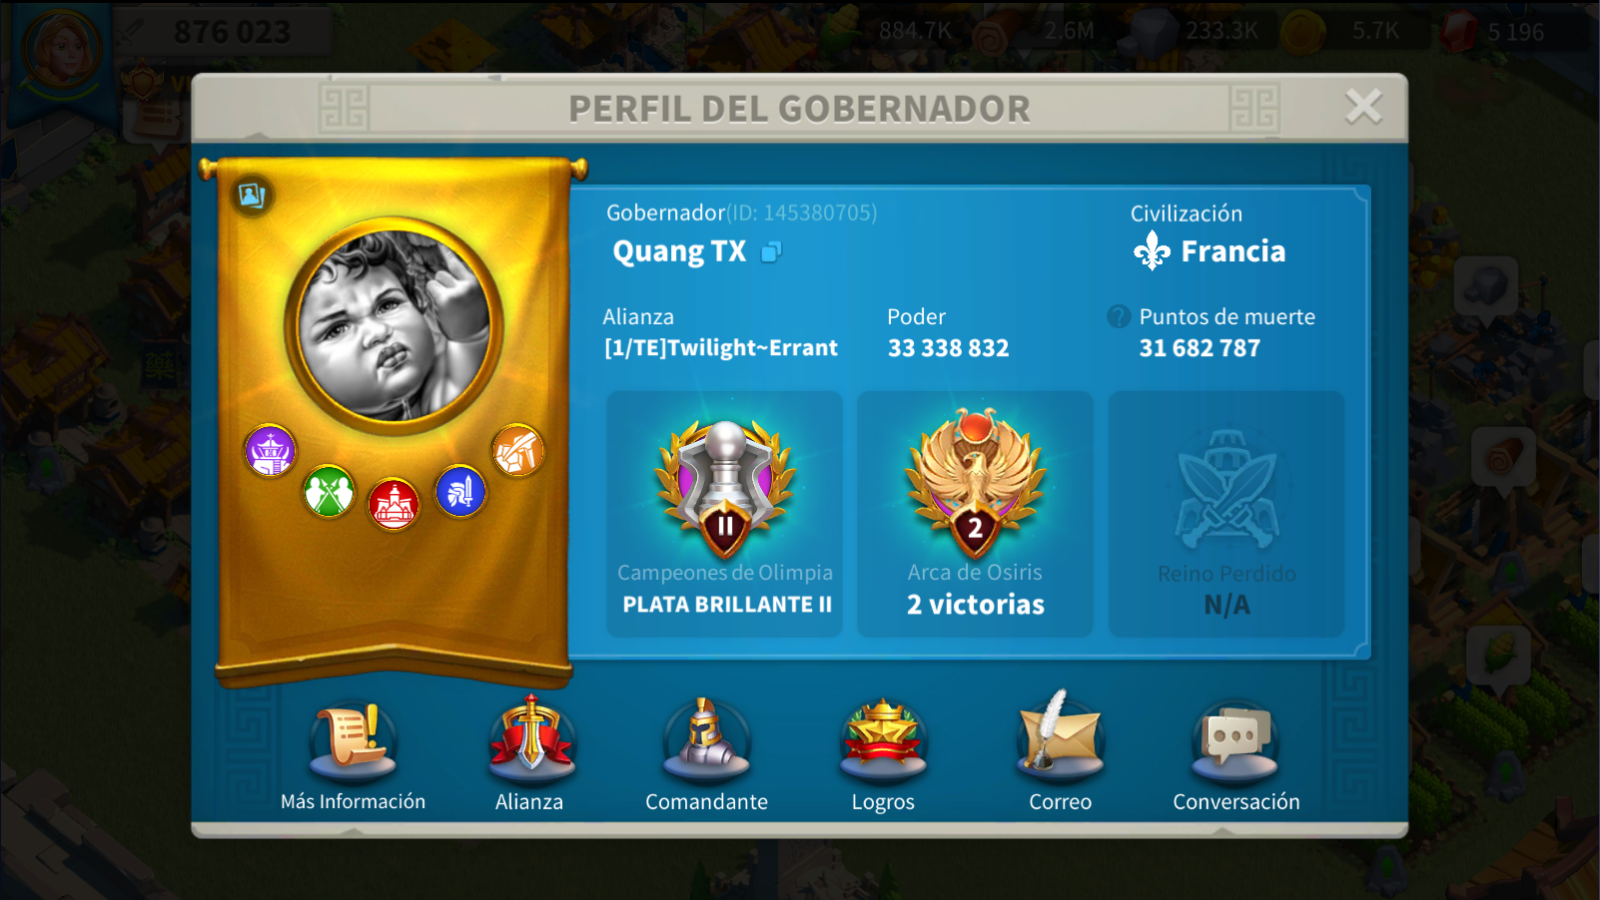 876 023
884.7K
2.6M
233.3K
5.7K
5 196
PERFIL DEL GOBERNADOR
Gobernador(ID: 145380705)
Quang TX
Civilización
Francia
Alianza
[1/TE]Twilight~Errant
Poder
33 338 832
? Puntos de muerte
31 682 787
II
Campeones de Olimpia
PLATA BRILLANTE II
2
Arca de Osiris
2 victorias
Reino Perdido
N/A
Más Información
Alianza
Comandante
Logros
Correo
Conversación